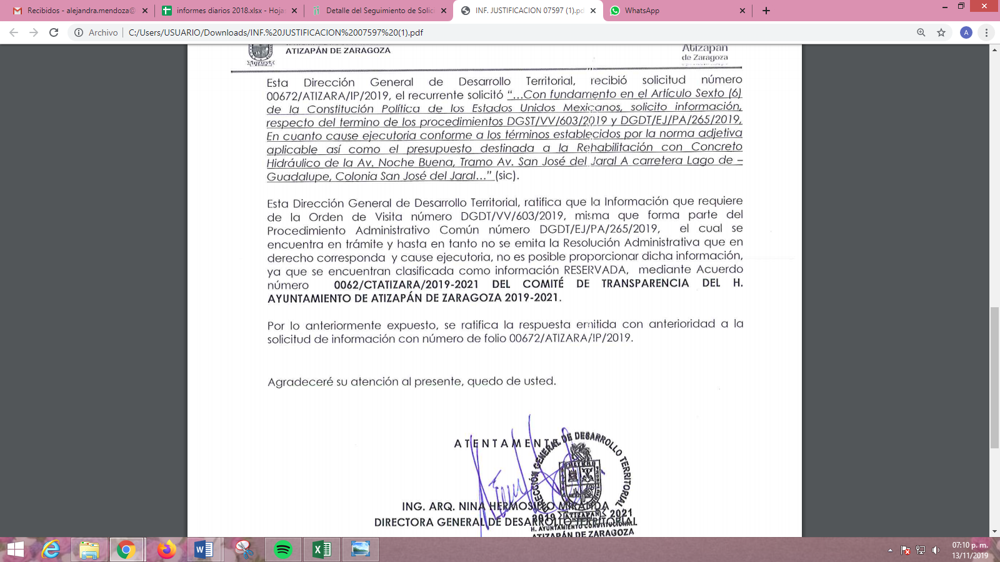 Recibidos - alejandra.mendoza@
informes diarios 2018.xlsx - Hoja
Detalle del Seguimiento de Solici
INF. JUSTIFICACION 07597 (1).pd
WhatsApp
Archivo
C:/Users/USUARIO/Downloads/INF.%20JUSTIFICACION%2007597%20(1).pdf
A
ATIZAPÁN DE ZARAGOZA
Atizapán
de Zaragoza
Esta Dirección General de Desarrollo Territorial, recibió solicitud número
00672/ATIZARA/IP/2019, el recurrente solicitó “...Con fundamento en el Artículo Sexto (6)
de la Constitución Política de los Estados Unidos Mexicanos, solicito información,
respecto del termino de los procedimientos DGST/VV/603/2019 y DGDT/EJ/PA/265/2019,
En cuanto cause ejecutoria conforme a los términos establecidos por la norma adjetiva
aplicable así como el presupuesto destinada a la Rehabilitación con Concreto
Hidráulico de la Av. Noche Buena, Tramo Av. San José del Jaral A carretera Lago de –
Guadalupe, Colonia San José del Jaral...” (sic).
Esta Dirección General de Desarrollo Territorial, ratifica que la Información que requiere
de la Orden de Visita número DGDT/VV/603/2019, misma que forma parte del
Procedimiento Administrativo Común número DGDT/EJ/PA/265/2019, el cual se
encuentra en trámite y hasta en tanto no se emita la Resolución Administrativa que en
derecho corresponda y cause ejecutoria, no es posible proporcionar dicha información,
ya que se encuentran clasificada como información RESERVADA, mediante Acuerdo
número 0062/CTATIZARA/2019-2021 DEL COMITÉ DE TRANSPARENCIA DEL H.
AYUNTAMIENTO DE ATIZAPÁN DE ZARAGOZA 2019-2021.
Por lo anteriormente expuesto, se ratifica la respuesta emitida con anterioridad a la
solicitud de información con número de folio 00672/ATIZARA/IP/2019.
Agradeceré su atención al presente, quedo de usted.
ATENTAMENTE
DIRECCIÓN GENERAL DE DESARROLLO TERRITORIAL
ING. ARQ. NINA HERMOSILLO MIRANDA
2019 ATIZAPÁN 2021
DIRECTORA GENERAL DE DESARROLLO TERRITORIAL
H. AYUNTAMIENTO CONSTITUCIONAL
ATIZAPÁN DE ZARAGOZA
07:10 p. m.
13/11/2019